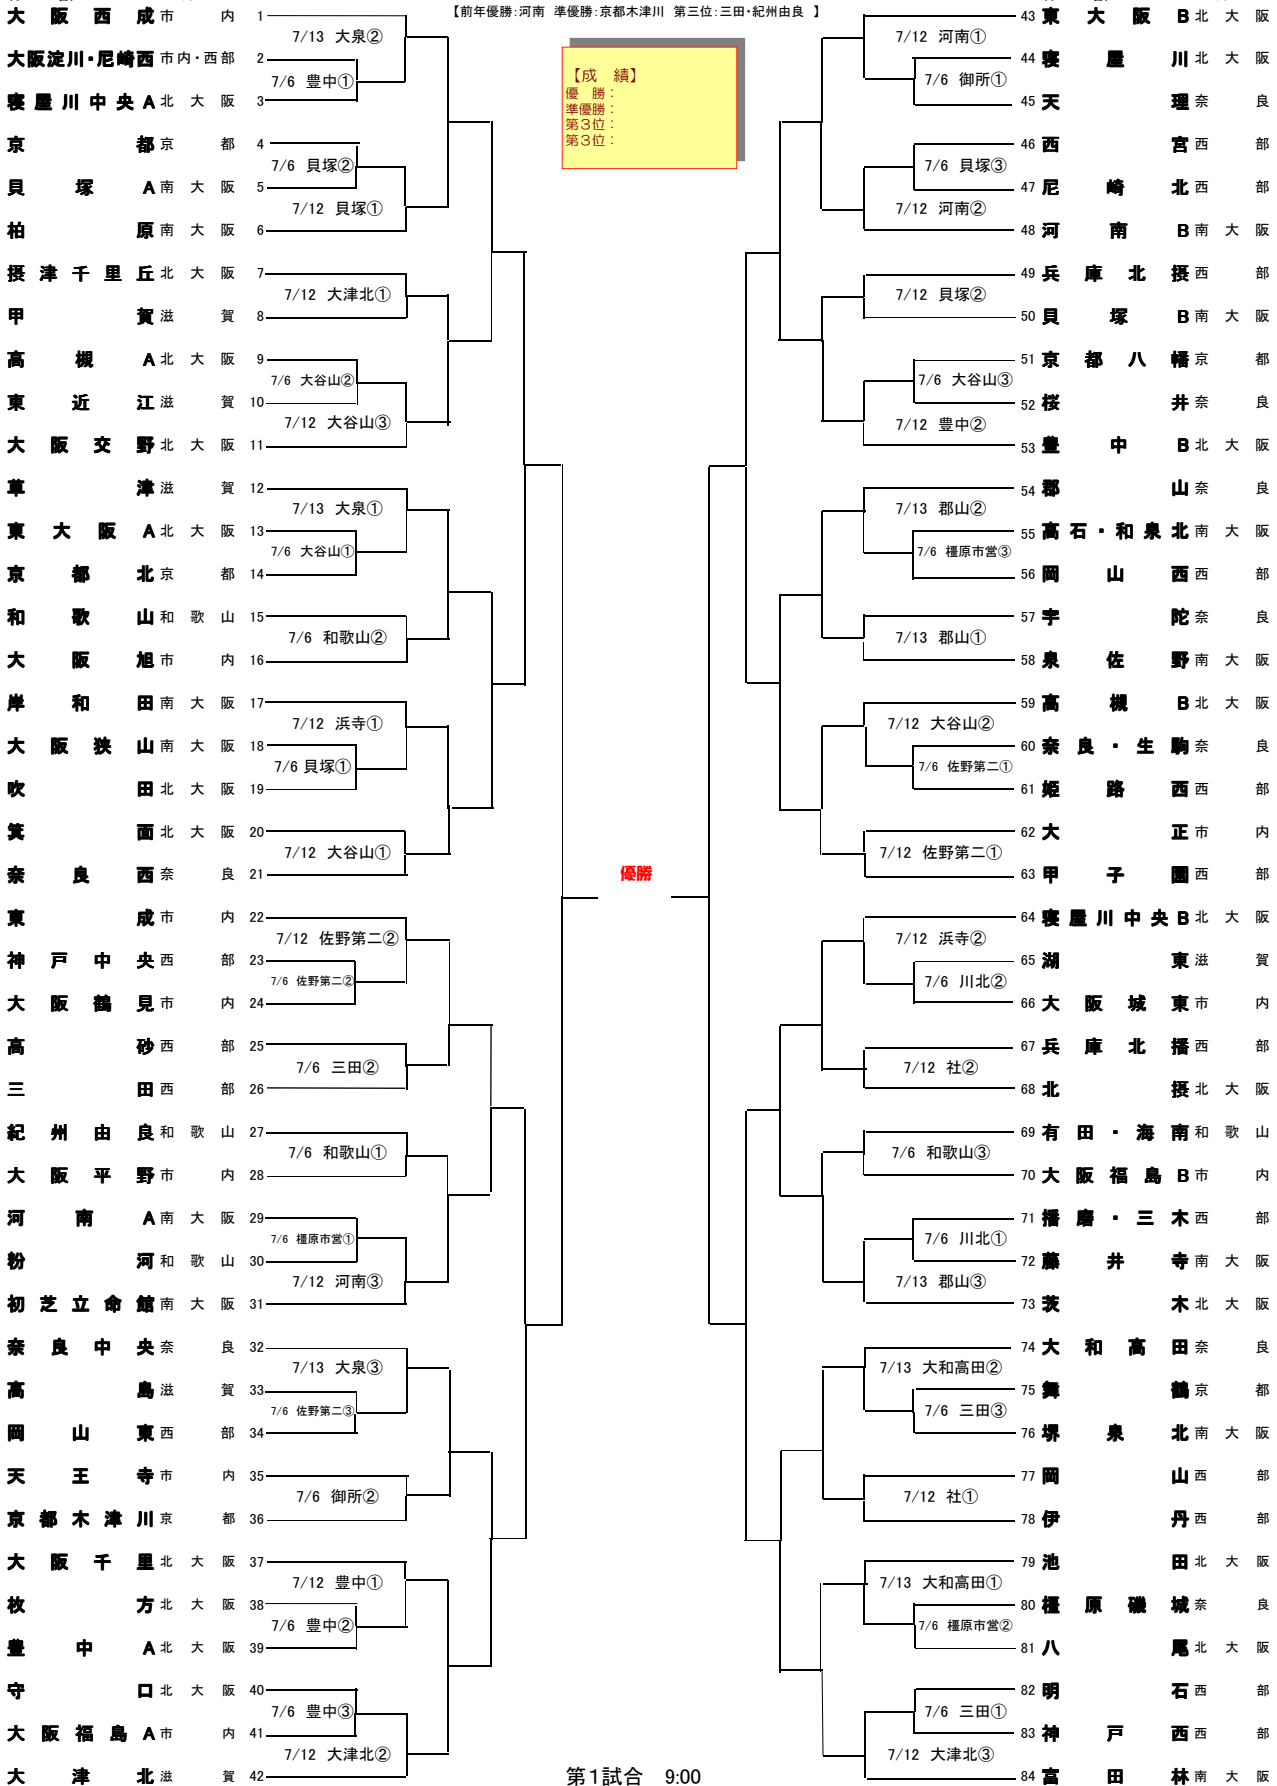 【前年優勝:河南 準優勝:京都木津川 第三位:三田・紀州由良 】
【成 績】
優 勝：
準優勝：
第３位：
第３位：
大阪西成 市内 1
7/13 大泉②
大阪淀川・尼崎西 市内・西部 2
7/6 豊中①
寝屋川中央A 北大阪 3
京都 京都 4
7/6 貝塚②
貝塚A 南大阪 5
7/12 貝塚①
柏原 南大阪 6
摂津千里丘 北大阪 7
7/12 大津北①
甲賀 滋賀 8
高槻A 北大阪 9
7/6 大谷山②
東近江 滋賀 10
7/12 大谷山③
大阪交野 北大阪 11
草津 滋賀 12
7/13 大泉①
東大阪A 北大阪 13
7/6 大谷山①
京都北 京都 14
和歌山 和歌山 15
7/6 和歌山②
大阪旭 市内 16
岸和田 南大阪 17
7/12 浜寺①
大阪狭山 南大阪 18
7/6 貝塚①
吹田 北大阪 19
箕面 北大阪 20
7/12 大谷山①
奈良西 奈良 21
東成 市内 22
7/12 佐野第二②
神戸中央 西部 23
7/6 佐野第二②
大阪鶴見 市内 24
高砂 西部 25
7/6 三田②
三田 西部 26
紀州由良 和歌山 27
7/6 和歌山①
大阪平野 市内 28
河南A 南大阪 29
7/6 橿原市営①
粉河 和歌山 30
7/12 河南③
初芝立命館 南大阪 31
奈良中央 奈良 32
7/13 大泉③
高島 滋賀 33
7/6 佐野第二③
岡山東 西部 34
天王寺 市内 35
7/6 御所②
京都木津川 京都 36
大阪千里 北大阪 37
7/12 豊中①
枚方 北大阪 38
7/6 豊中②
豊中A 北大阪 39
守口 北大阪 40
7/6 豊中③
大阪福島A 市内 41
7/12 大津北②
大津北 滋賀 42
優勝
43 東大阪B 北大阪
7/12 河南①
44 寝屋川 北大阪
7/6 御所①
45 天理 奈良
46 西宮 西部
7/6 貝塚③
47 尼崎北 西部
7/12 河南②
48 河南B 南大阪
49 兵庫北摂 西部
7/12 貝塚②
50 貝塚B 南大阪
51 京都八幡 京都
7/6 大谷山③
52 桜井 奈良
7/12 豊中②
53 豊中B 北大阪
54 郡山 奈良
7/13 郡山②
55 高石・和泉北 南大阪
7/6 橿原市営③
56 岡山西 西部
57 宇陀 奈良
7/13 郡山①
58 泉佐野 南大阪
59 高槻B 北大阪
7/12 大谷山②
60 奈良・生駒 奈良
7/6 佐野第二①
61 姫路西 西部
62 大正 市内
7/12 佐野第二①
63 甲子園 西部
64 寝屋川中央B 北大阪
7/12 浜寺②
65 湖東 滋賀
7/6 川北②
66 大阪城東 市内
67 兵庫北播 西部
7/12 社②
68 北摂 北大阪
69 有田・海南 和歌山
7/6 和歌山③
70 大阪福島B 市内
71 播磨・三木 西部
7/6 川北①
72 藤井寺 南大阪
7/13 郡山③
73 茨木 北大阪
74 大和高田 奈良
7/13 大和高田②
75 舞鶴 京都
7/6 三田③
76 堺泉北 南大阪
77 岡山 西部
7/12 社①
78 伊丹 西部
79 池田 北大阪
7/13 大和高田①
80 橿原磯城 奈良
7/6 橿原市営②
81 八尾 北大阪
82 明石 西部
7/6 三田①
83 神戸西 西部
7/12 大津北③
84 富田林 南大阪
第１試合 9:00